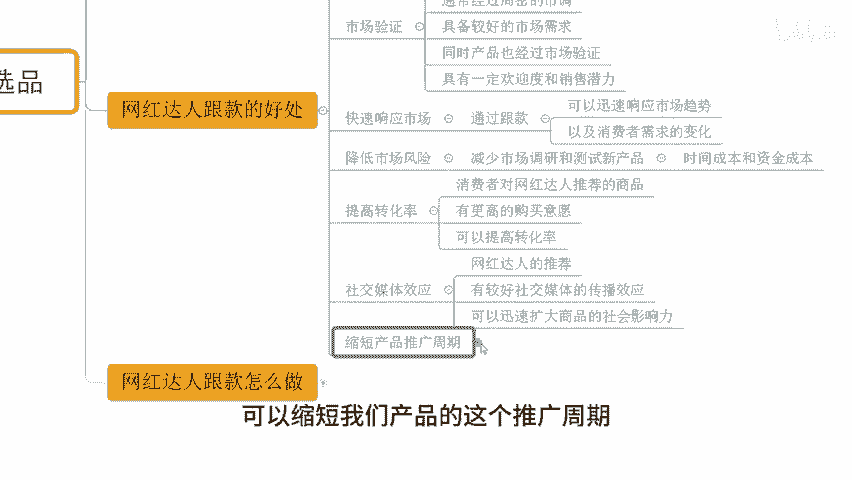 通常经过周密的市调
市场验证
具备较好的市场需求
同时产品也经过市场验证
具有一定欢迎度和销售潜力
选品
网红达人跟款的好处
快速响应市场
通过跟款
可以迅速响应市场趋势
以及消费者需求的变化
降低市场风险
减少市场调研和测试新产品
时间成本和资金成本
提高转化率
消费者对网红达人推荐的商品
有更高的购买意愿
可以提高转化率
社交媒体效应
网红达人的推荐
有较好社交媒体的传播效应
可以迅速扩大商品的社会影响力
缩短产品推广周期
网红达人跟款怎么做
可以缩短我们产品的这个推广周期